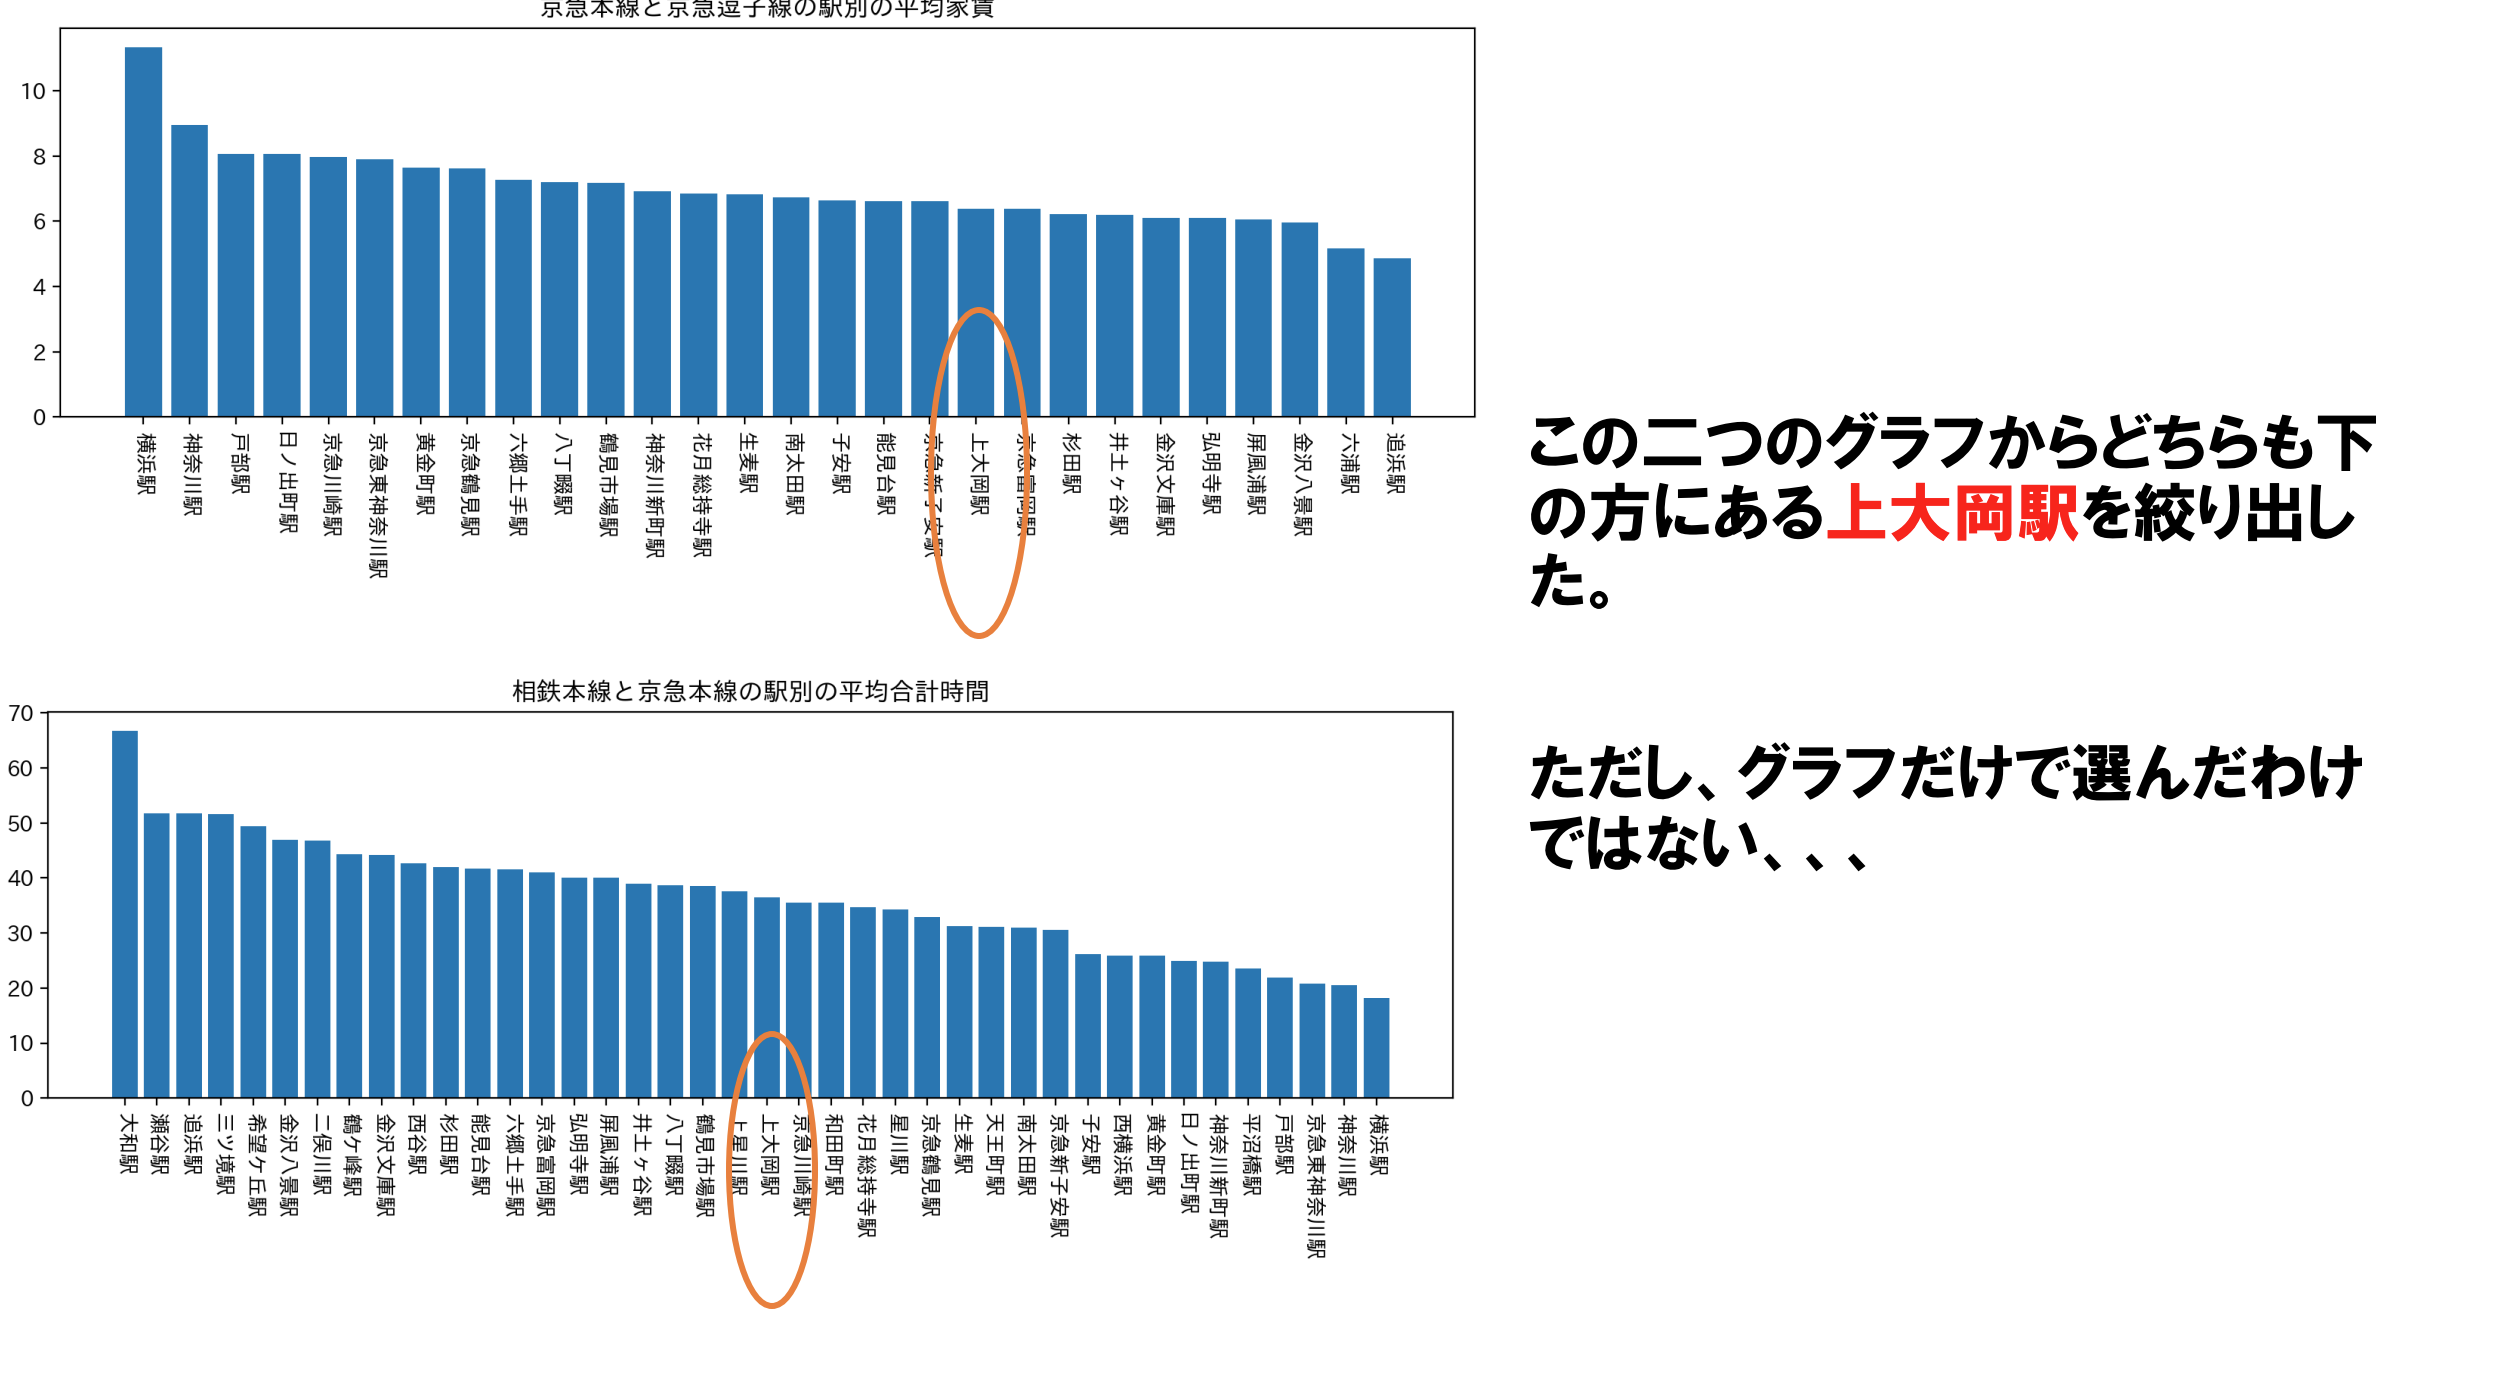 京急本線と京急逗子線の駅別の平均家賃
10
8
6
4
2
0
横浜駅
神奈川駅
戸部駅
日ノ出町駅
京急川崎駅
京急東神奈川駅
黄金町駅
京急鶴見駅
六郷土手駅
八丁畷駅
鶴見市場駅
神奈川新町駅
花月総持寺駅
生麦駅
南太田駅
子安駅
能見台駅
京急新子安駅
上大岡駅
京急富岡駅
杉田駅
井土ヶ谷駅
金沢文庫駅
弘明寺駅
屏風浦駅
金沢八景駅
六浦駅
追浜駅
この二つのグラフからどちらも下
の方にある上大岡駅を絞り出し
た。
相鉄本線と京急本線の駅別の平均合計時間
70
60
50
40
30
20
10
0
大和駅
瀬谷駅
追浜駅
三ツ境駅
希望ケ丘駅
金沢八景駅
二俣川駅
鶴ケ峰駅
金沢文庫駅
西谷駅
杉田駅
能見台駅
六郷土手駅
京急富岡駅
弘明寺駅
屏風浦駅
井土ヶ谷駅
八丁畷駅
鶴見市場駅
上星川駅
上大岡駅
京急川崎駅
和田町駅
花月総持寺駅
星川駅
京急鶴見駅
生麦駅
天王町駅
南太田駅
京急新子安駅
子安駅
西横浜駅
黄金町駅
日ノ出町駅
神奈川新町駅
平沼橋駅
戸部駅
京急東神奈川駅
神奈川駅
横浜駅
ただし、グラフだけで選んだわけ
ではない、、、